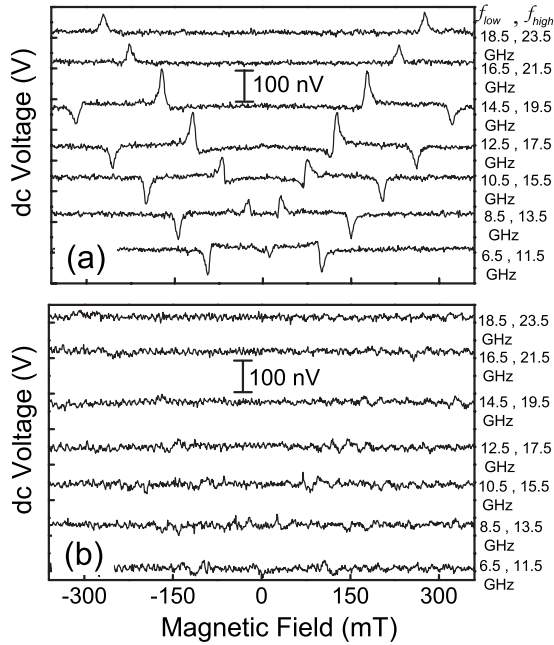 f_low , f_high
18.5 , 23.5
GHz
16.5 , 21.5
GHz
100 nV
14.5 , 19.5
GHz
12.5 , 17.5
GHz
10.5 , 15.5
GHz
8.5 , 13.5
GHz
6.5 , 11.5
GHz
dc Voltage (V)
(a)
18.5 , 23.5
GHz
16.5 , 21.5
GHz
100 nV
14.5 , 19.5
GHz
12.5 , 17.5
GHz
10.5 , 15.5
GHz
8.5 , 13.5
GHz
6.5 , 11.5
GHz
dc Voltage (V)
(b)
-300 -150 0 150 300
Magnetic Field (mT)